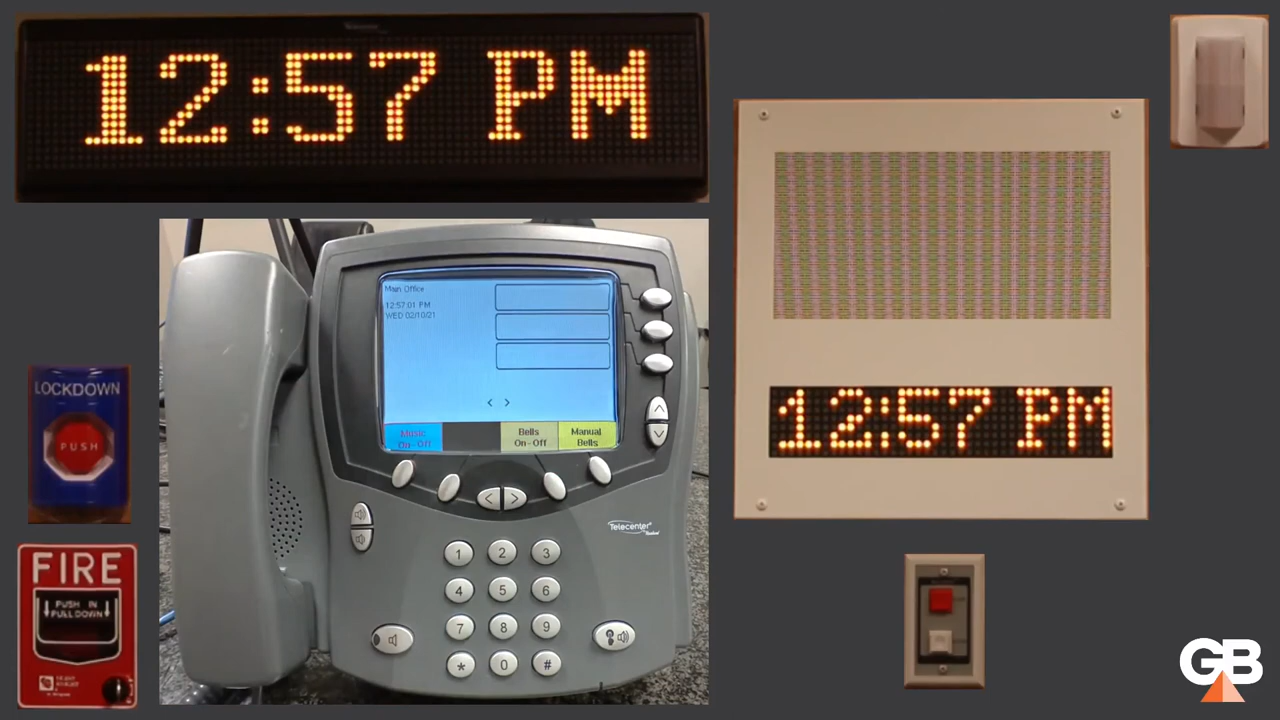 Telecenter
12:57 PM
Main Office
12:57:01 PM
WED 02/10/21
< >
Music
On-Off
Bells
On-Off
Manual
Bells
< >
Telecenter
1 2 3
4 5 6
7 8 9
* 0 #
LOCKDOWN
PUSH
FIRE
PUSH IN
PULL DOWN
12:57 PM
GB